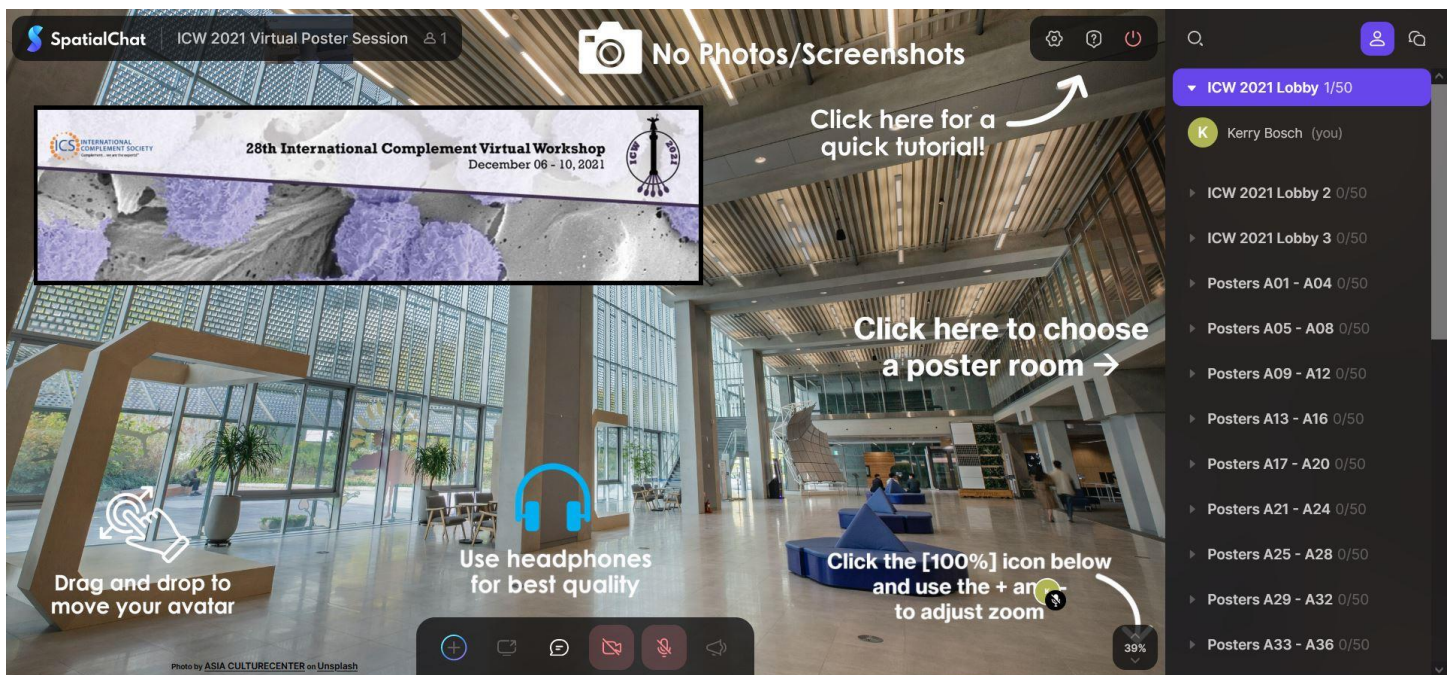 SpatialChat
ICW 2021 Virtual Poster Session
1
No Photos/Screenshots
Click here for a
quick tutorial!
ICS INTERNATIONAL
COMPLEMENT SOCIETY
28th International Complement Virtual Workshop
December 06 - 10, 2021
ICW 2021
Click here to choose
a poster room →
Drag and drop to
move your avatar
Use headphones
for best quality
Click the [100%] icon below
and use the + an
to adjust zoom
39%
Photo by ASIA CULTURECENTER on Unsplash
ICW 2021 Lobby 1/50
K
Kerry Bosch (you)
ICW 2021 Lobby 2 0/50
ICW 2021 Lobby 3 0/50
Posters A01 - A04 0/50
Posters A05 - A08 0/50
Posters A09 - A12 0/50
Posters A13 - A16 0/50
Posters A17 - A20 0/50
Posters A21 - A24 0/50
Posters A25 - A28 0/50
Posters A29 - A32 0/50
Posters A33 - A36 0/50